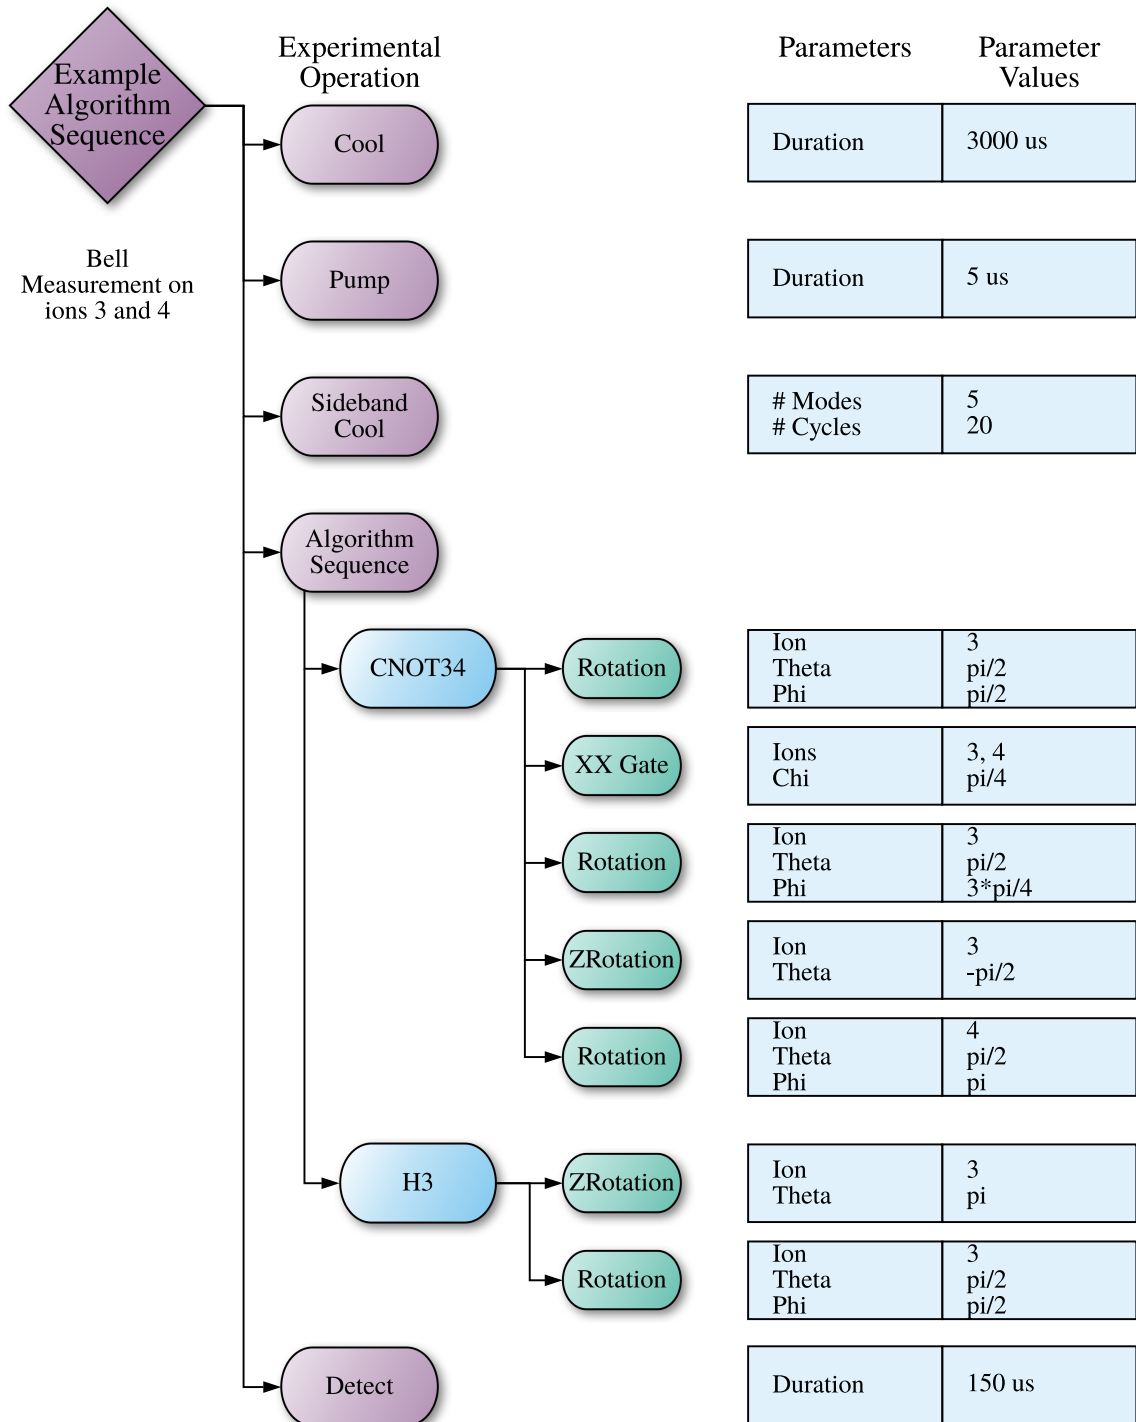 Example
Algorithm
Sequence
Bell
Measurement on
ions 3 and 4
Experimental
Operation
Parameters
Parameter
Values
Cool
Duration
3000 us
Pump
Duration
5 us
Sideband
Cool
# Modes
5
# Cycles
20
Algorithm
Sequence
CNOT34
Rotation
Ion
3
Theta
pi/2
Phi
pi/2
XX Gate
Ions
3, 4
Chi
pi/4
Rotation
Ion
3
Theta
pi/2
Phi
3*pi/4
ZRotation
Ion
3
Theta
-pi/2
Rotation
Ion
4
Theta
pi/2
Phi
pi
H3
ZRotation
Ion
3
Theta
pi
Rotation
Ion
3
Theta
pi/2
Phi
pi/2
Detect
Duration
150 us